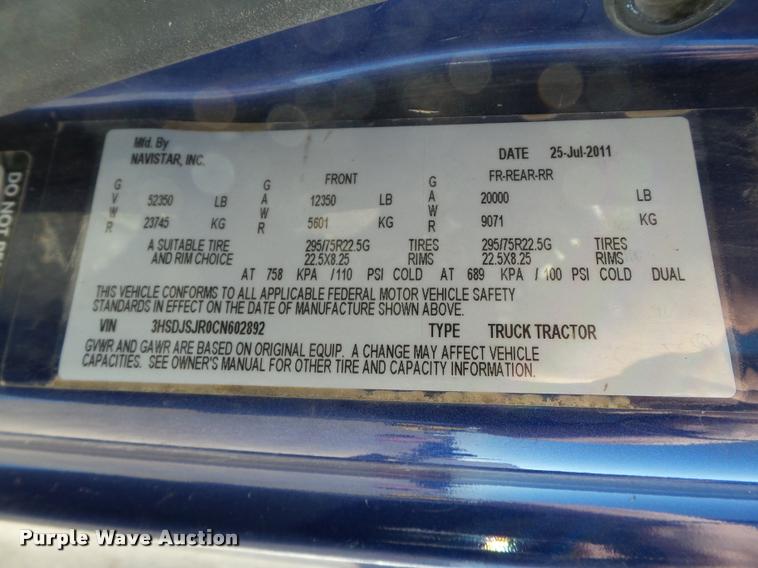 Mfd. By
NAVISTAR, INC.
DATE 25-Jul-2011
FRONT FR-REAR-RR
GVWR 52350 LB GAWR 12350 LB GAWR 20000 LB
23745 KG 5601 KG 9071 KG
A SUITABLE TIRE 295/75R22.5G TIRES 295/75R22.5G TIRES
AND RIM CHOICE 22.5X8.25 RIMS 22.5X8.25 RIMS
AT 758 KPA /110 PSI COLD AT 689 KPA / 100 PSI COLD DUAL
THIS VEHICLE CONFORMS TO ALL APPLICABLE FEDERAL MOTOR VEHICLE SAFETY
STANDARDS IN EFFECT ON THE DATE OF MANUFACTURE SHOWN ABOVE.
VIN 3HSDJSJR0CN602892 TYPE TRUCK TRACTOR
GVWR AND GAWR ARE BASED ON ORIGINAL EQUIP. A CHANGE MAY AFFECT VEHICLE
CAPACITIES. SEE OWNER'S MANUAL FOR OTHER TIRE AND CAPACITY INFORMATION.
DO NOT
Purple Wave Auction